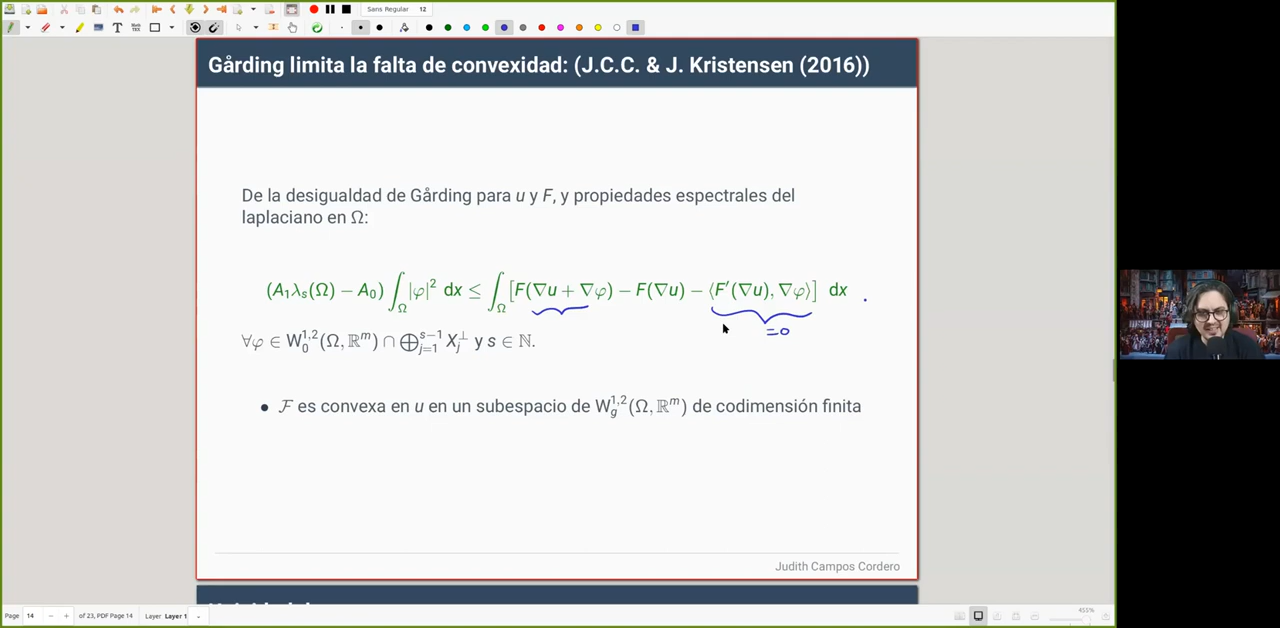 Sans Regular 12
Gårding limita la falta de convexidad: (J.C.C. & J. Kristensen (2016))
De la desigualdad de Gårding para u y F, y propiedades espectrales del
laplaciano en Ω:
(A₁λₛ(Ω) − A₀) ∫_Ω |φ|² dx ≤ ∫_Ω [F(∇u + ∇φ) − F(∇u) − ⟨F′(∇u), ∇φ⟩] dx .
=0
∀φ ∈ W₀^{1,2}(Ω, ℝᵐ) ∩ ⊕_{j=1}^{s−1} X_j^⊥ y s ∈ ℕ.
• ℱ es convexa en u en un subespacio de W_g^{1,2}(Ω, ℝᵐ) de codimensión finita
Judith Campos Cordero
Page 14 of 23, PDF Page 14 Layer Layer 1 455%